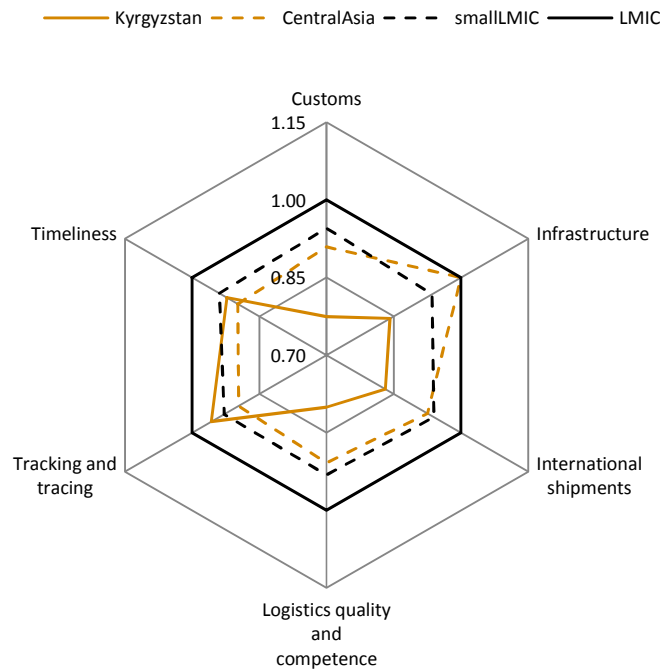 Kyrgyzstan CentralAsia smallLMIC LMIC
Customs
1.15
1.00
Timeliness
Infrastructure
0.85
0.70
Tracking and
tracing
International
shipments
Logistics quality
and
competence